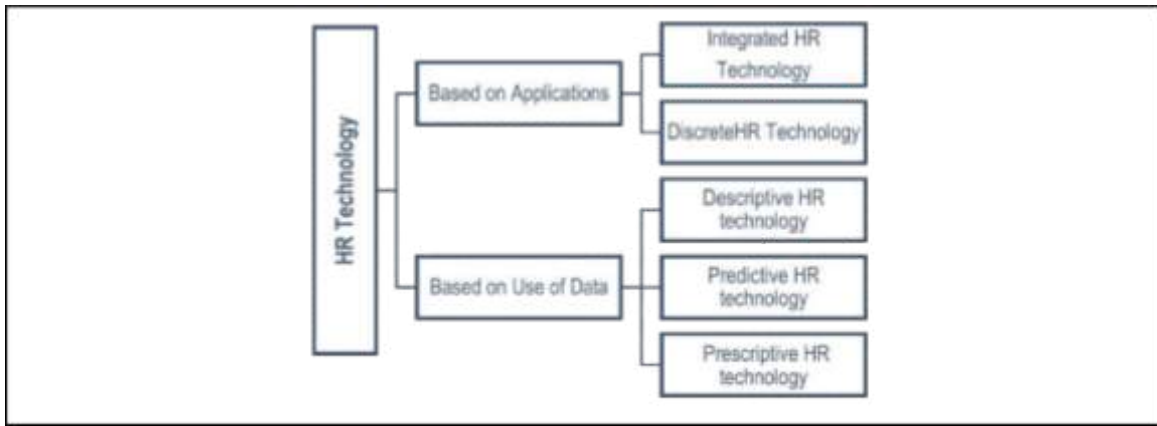 HR Technology
Based on Applications
Integrated HR
Technology
DiscreteHR Technology
Based on Use of Data
Descriptive HR
technology
Predictive HR
technology
Prescriptive HR
technology